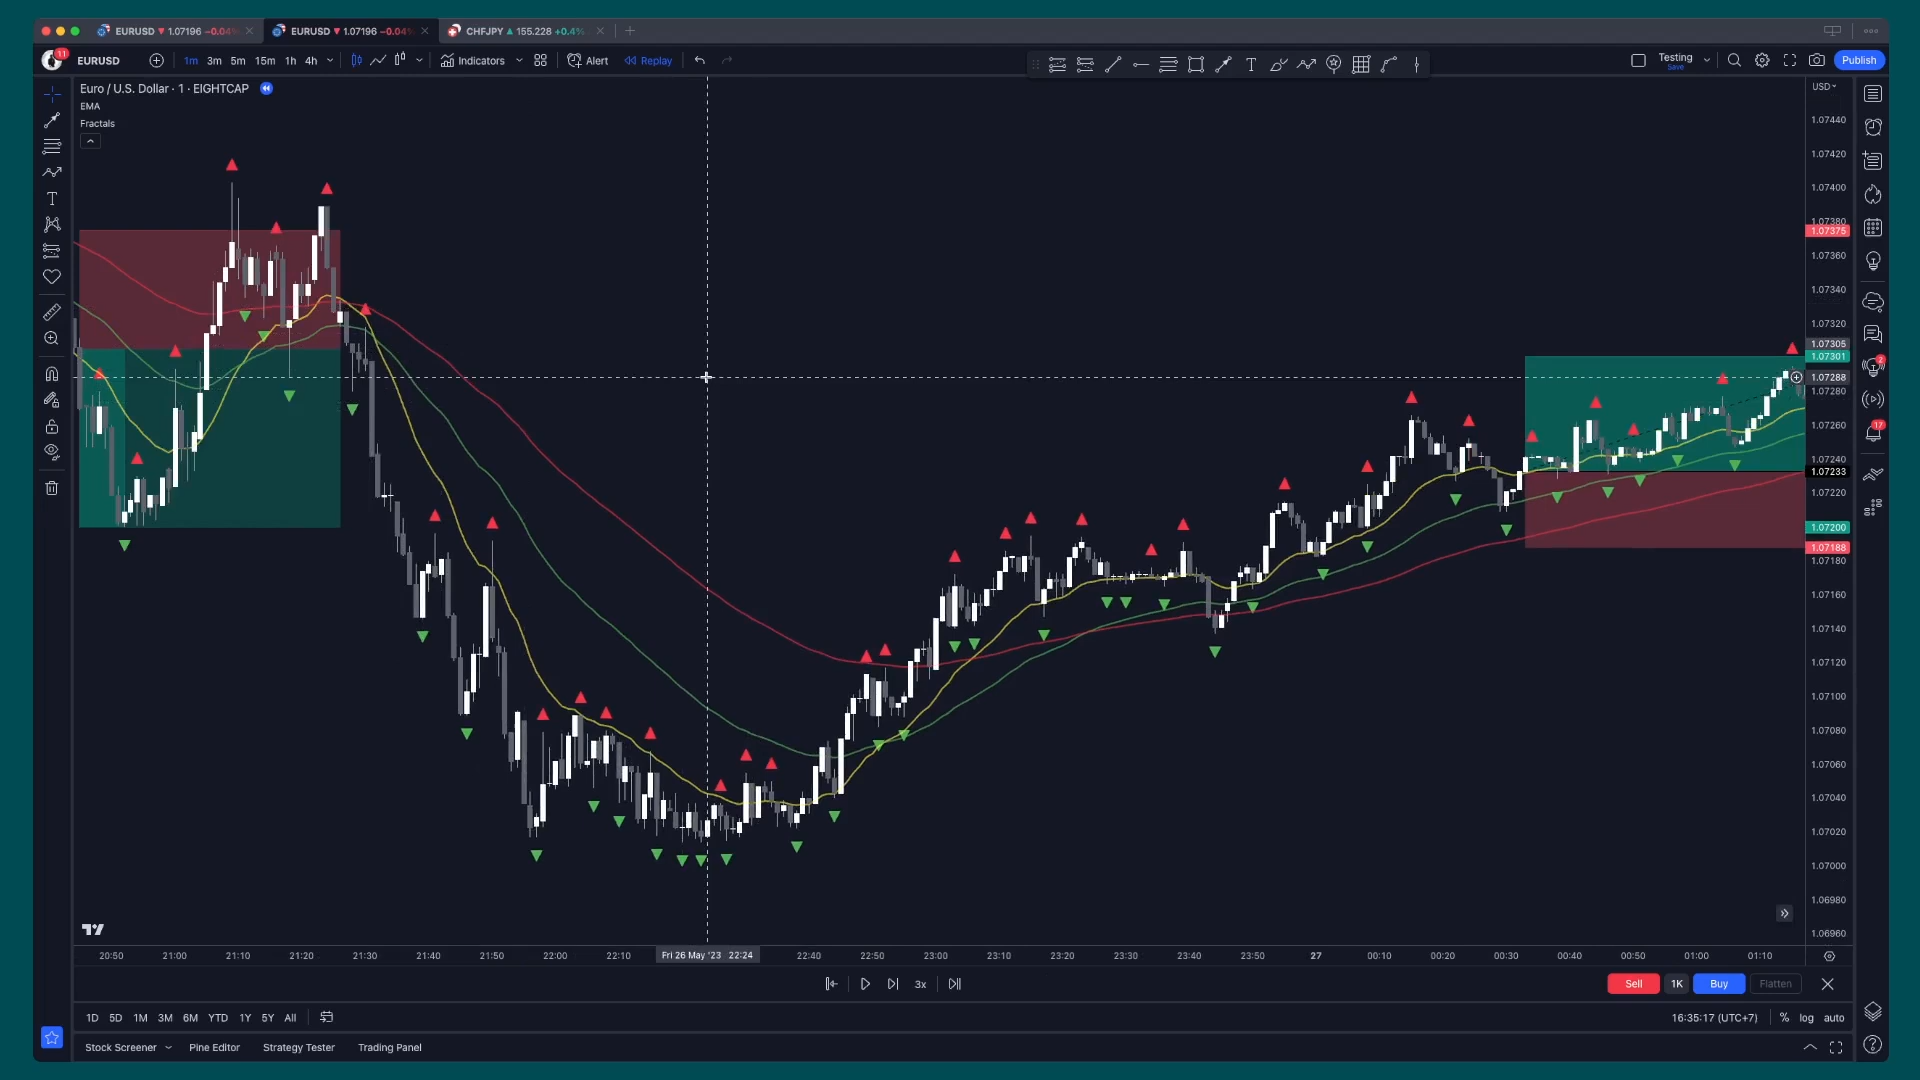 EURUSD ▼ 1.07196 −0.04%
EURUSD ▼ 1.07196 −0.04%
CHFJPY ▲ 155.228 +0.4%
11
EURUSD
1m 3m 5m 15m 1h 4h
Indicators
Alert
Replay
Testing
Save
Publish
Euro / U.S. Dollar · 1 · EIGHTCAP
EMA
Fractals
USD
1.07440
1.07420
1.07400
1.07380
1.07375
1.07360
1.07340
1.07320
1.07305
1.07301
1.07288
1.07280
1.07260
1.07240
1.07233
1.07220
1.07200
1.07188
1.07180
1.07160
1.07140
1.07120
1.07100
1.07080
1.07060
1.07040
1.07020
1.07000
1.06980
1.06960
2
17
20:50 21:00 21:10 21:20 21:30 21:40 21:50 22:00 22:10 Fri 26 May '23 22:24 22:40 22:50 23:00 23:10 23:20 23:30 23:40 23:50 27 00:10 00:20 00:30 00:40 00:50 01:00 01:10
3x
Sell 1K Buy Flatten
1D 5D 1M 3M 6M YTD 1Y 5Y All
16:35:17 (UTC+7) % log auto
Stock Screener Pine Editor Strategy Tester Trading Panel